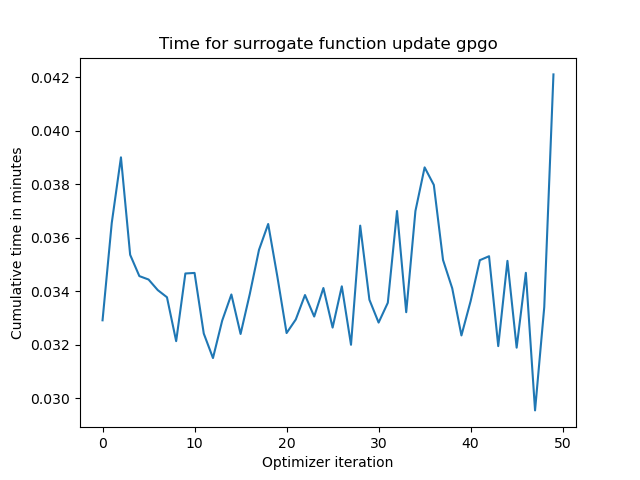 Time for surrogate function update gpgo
Cumulative time in minutes
0.042
0.040
0.038
0.036
0.034
0.032
0.030
0 10 20 30 40 50
Optimizer iteration